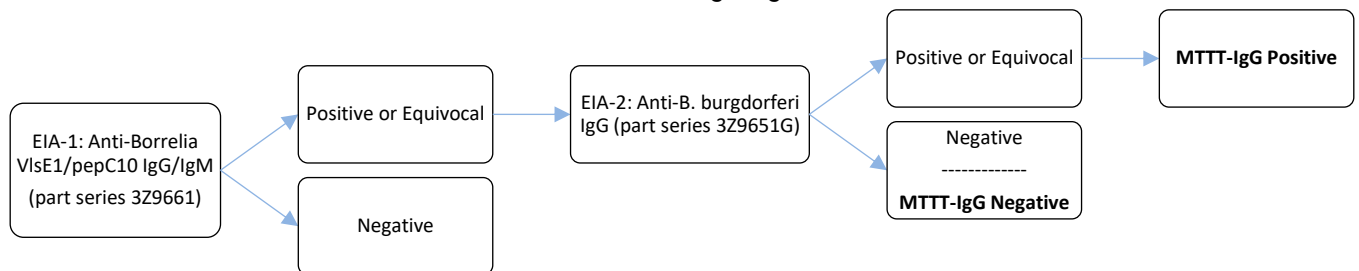 EIA-1: Anti-Borrelia
VlsE1/pepC10 IgG/IgM
(part series 3Z9661)
Positive or Equivocal
Negative
EIA-2: Anti-B. burgdorferi
IgG (part series 3Z9651G)
Positive or Equivocal
Negative
-------------
MTTT-IgG Negative
MTTT-IgG Positive